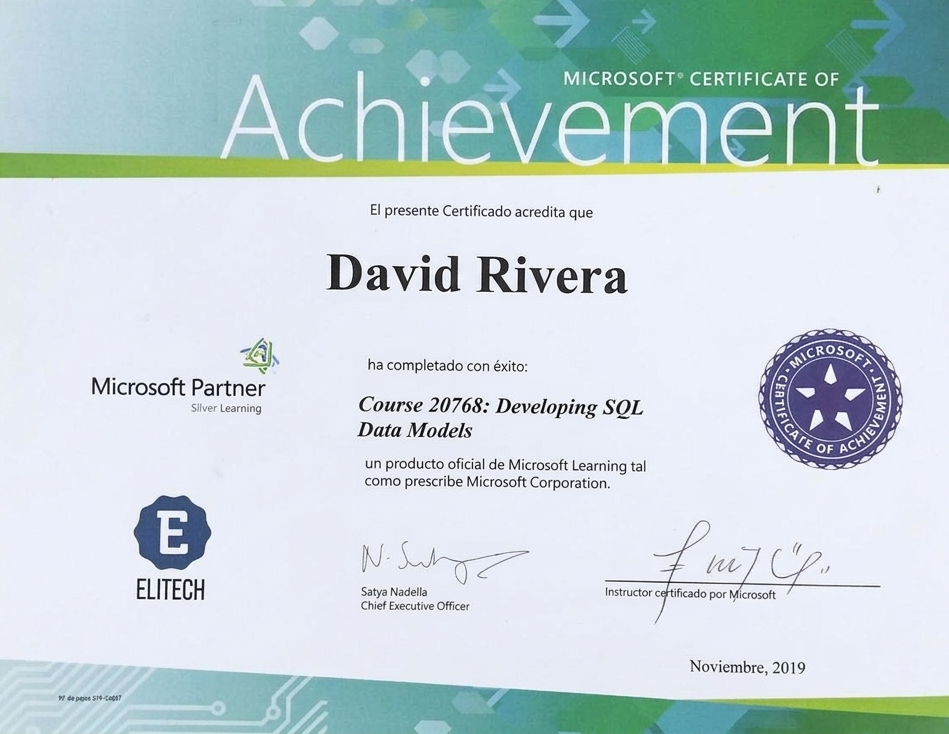 MICROSOFT® CERTIFICATE OF
Achievement
El presente Certificado acredita que
David Rivera
ha completado con éxito:
Course 20768: Developing SQL
Data Models
un producto oficial de Microsoft Learning tal
como prescribe Microsoft Corporation.
Microsoft Partner
Silver Learning
MICROSOFT • CERTIFICATE OF ACHIEVEMENT •
E
ELITECH
Satya Nadella
Chief Executive Officer
Instructor certificado por Microsoft
Noviembre, 2019